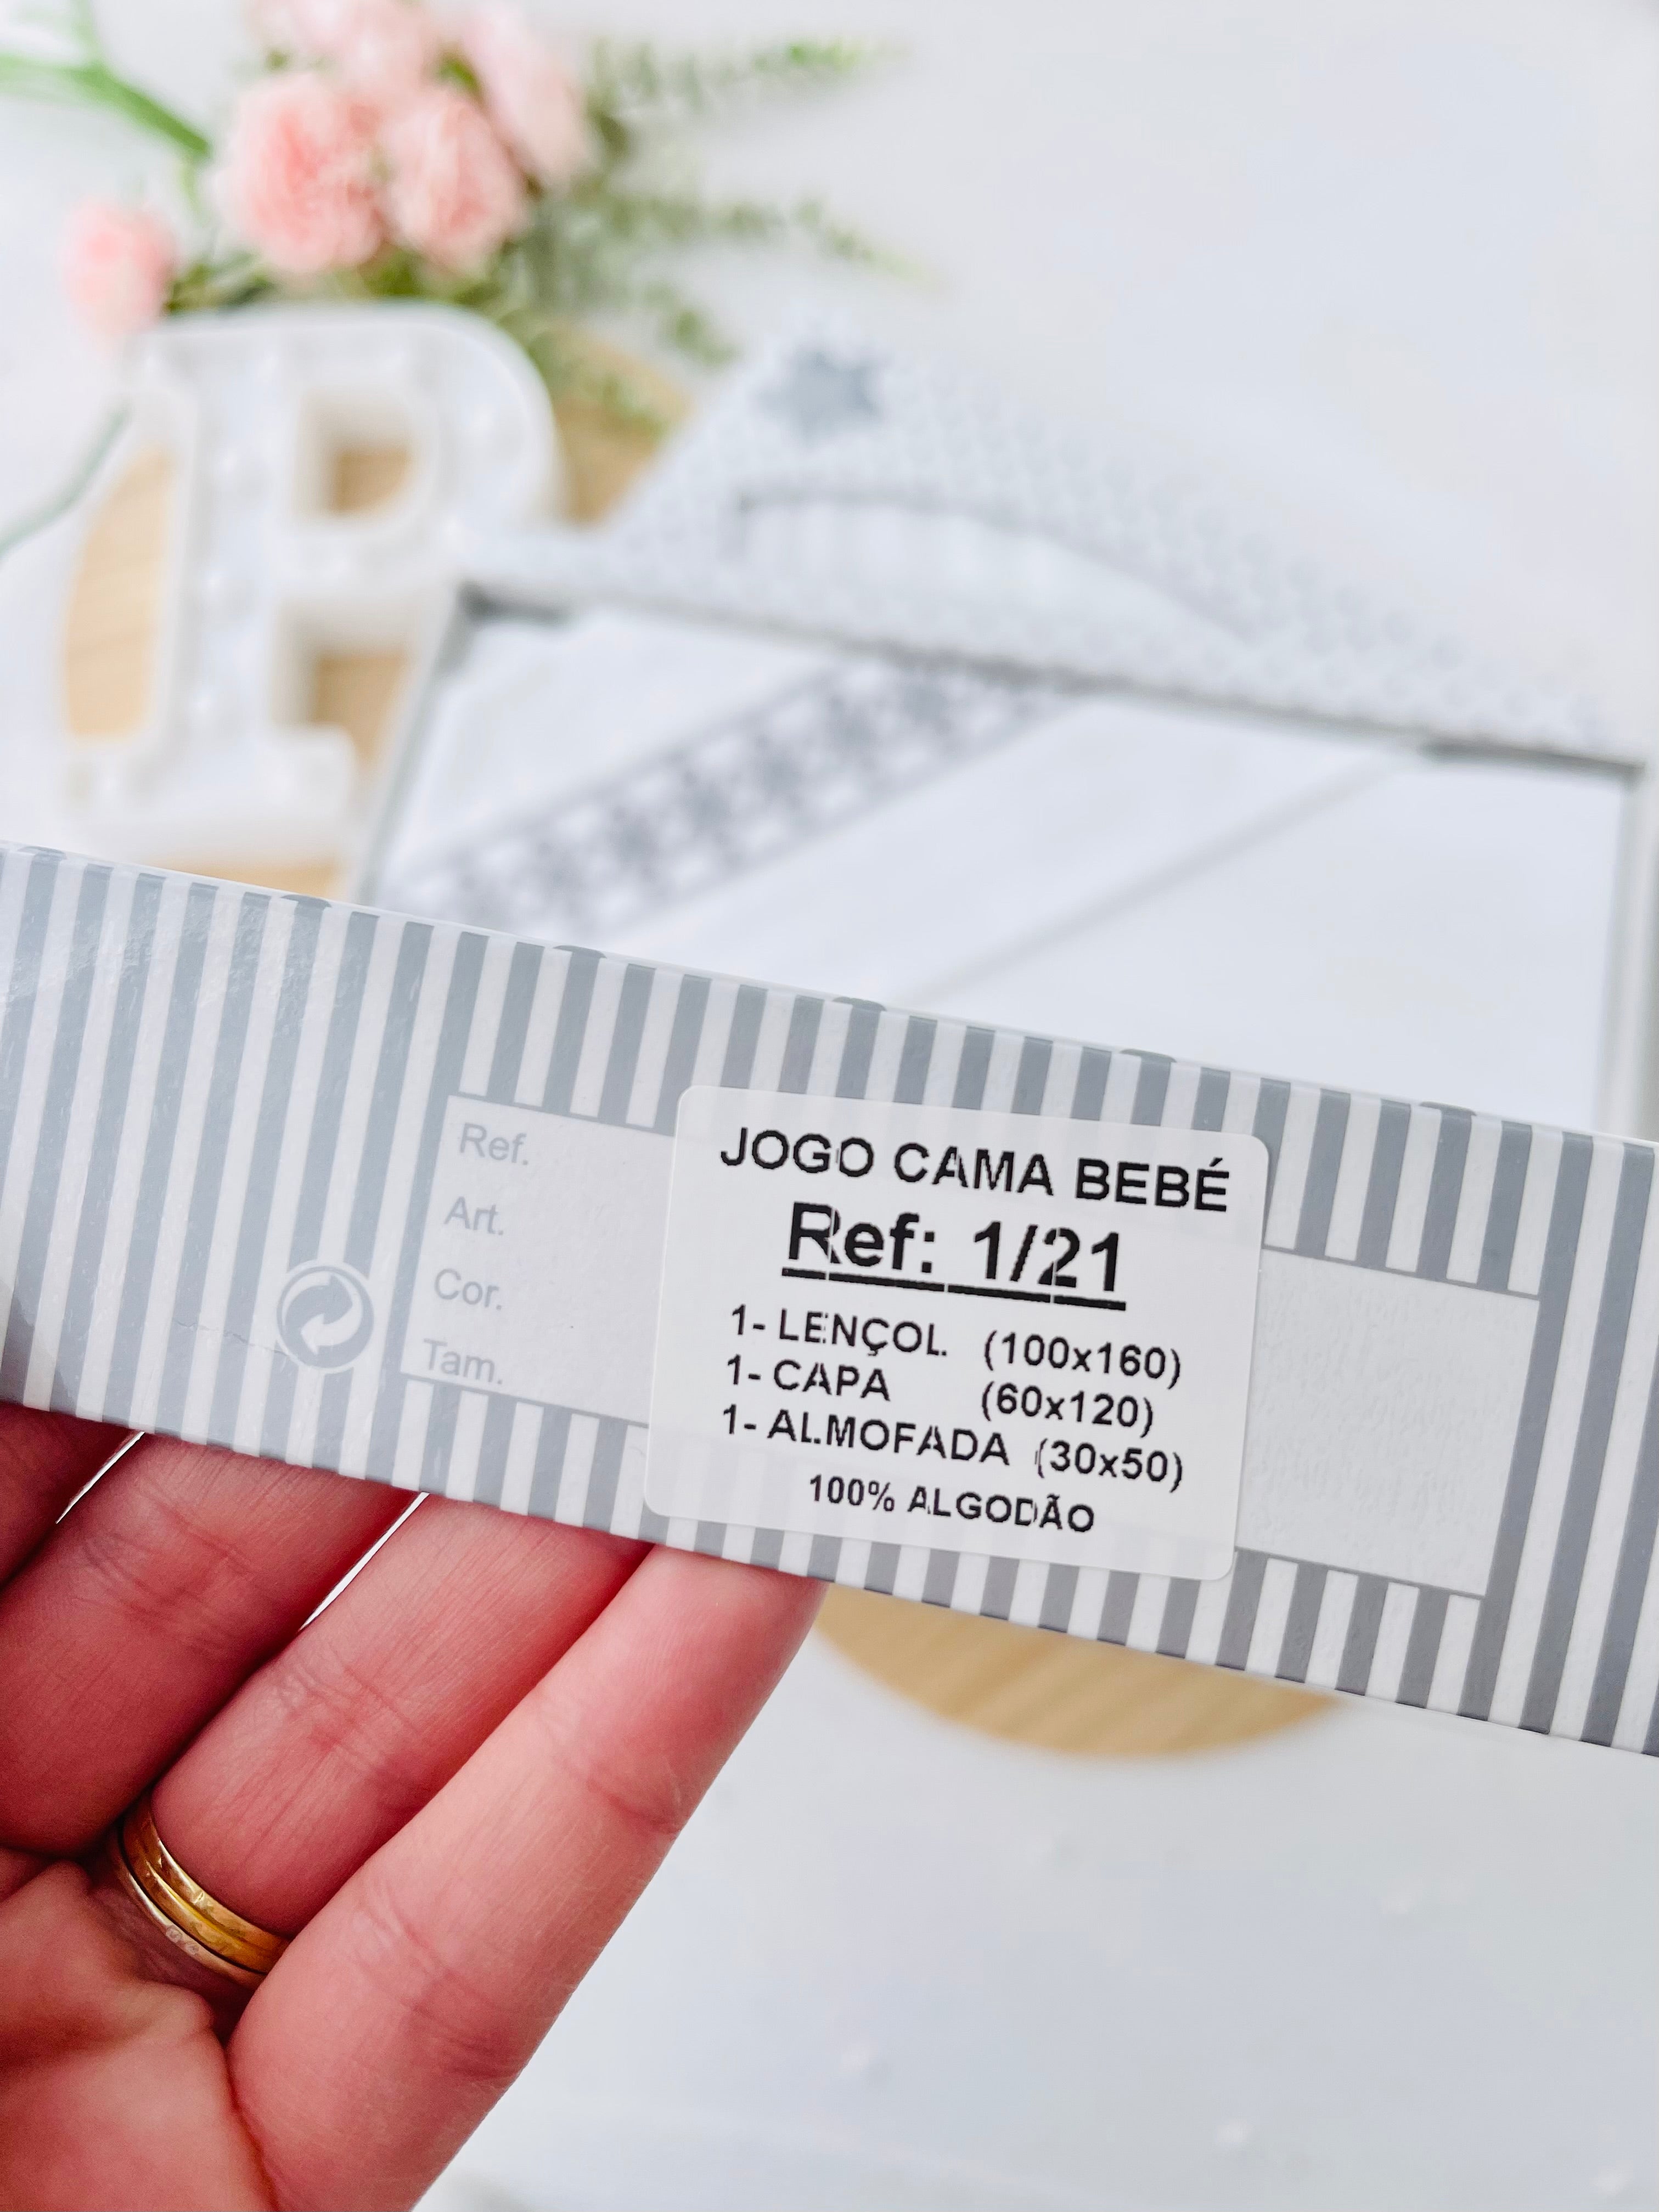 R
Ref.
Art.
Cor.
Tam.
JOGO CAMA BEBÉ
Ref: 1/21
1- LENÇOL (100x160)
1- CAPA (60x120)
1- ALMOFADA (30x50)
100% ALGODÃO